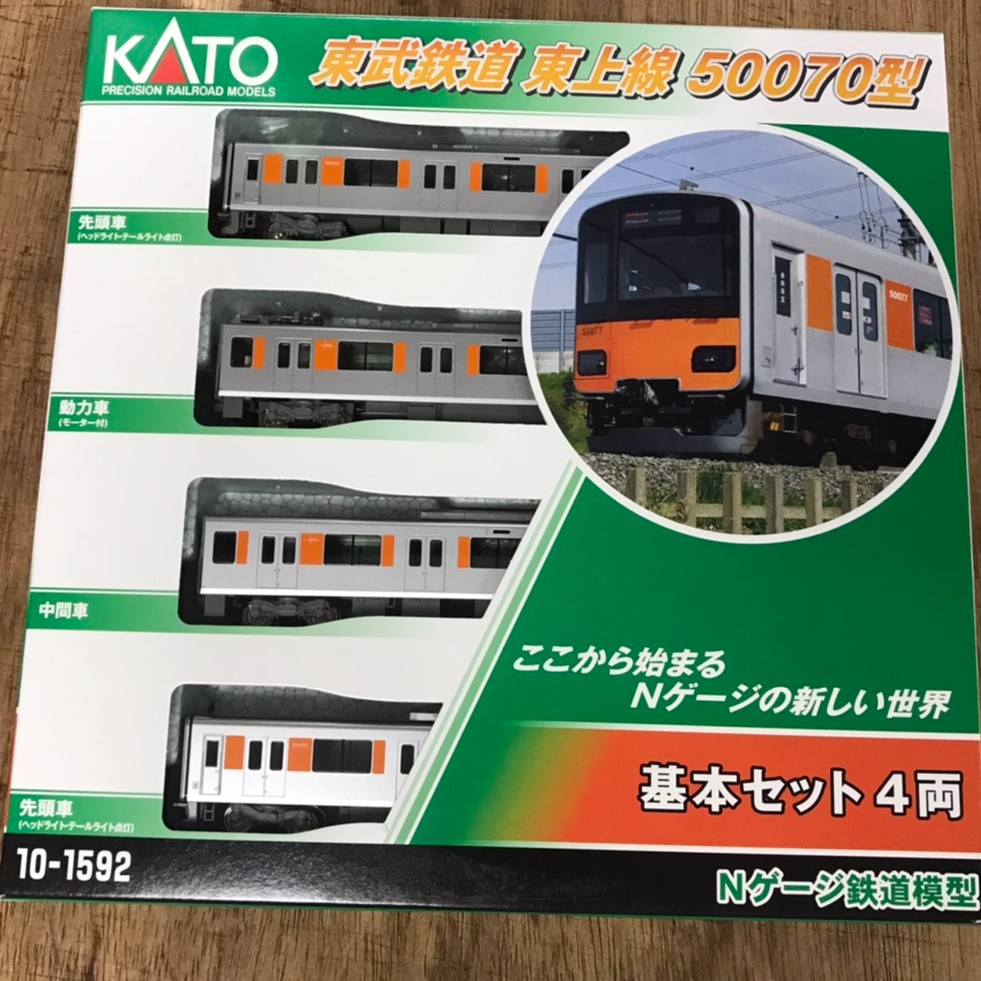 KATO
PRECISION RAILROAD MODELS
東武鉄道 東上線 50070型
先頭車
(ヘッドライト・テールライト点灯)
50077
50077
動力車
(モーター付)
中間車
ここから始まる
Nゲージの新しい世界
基本セット4両
先頭車
(ヘッドライト・テールライト点灯)
10-1592
Nゲージ鉄道模型